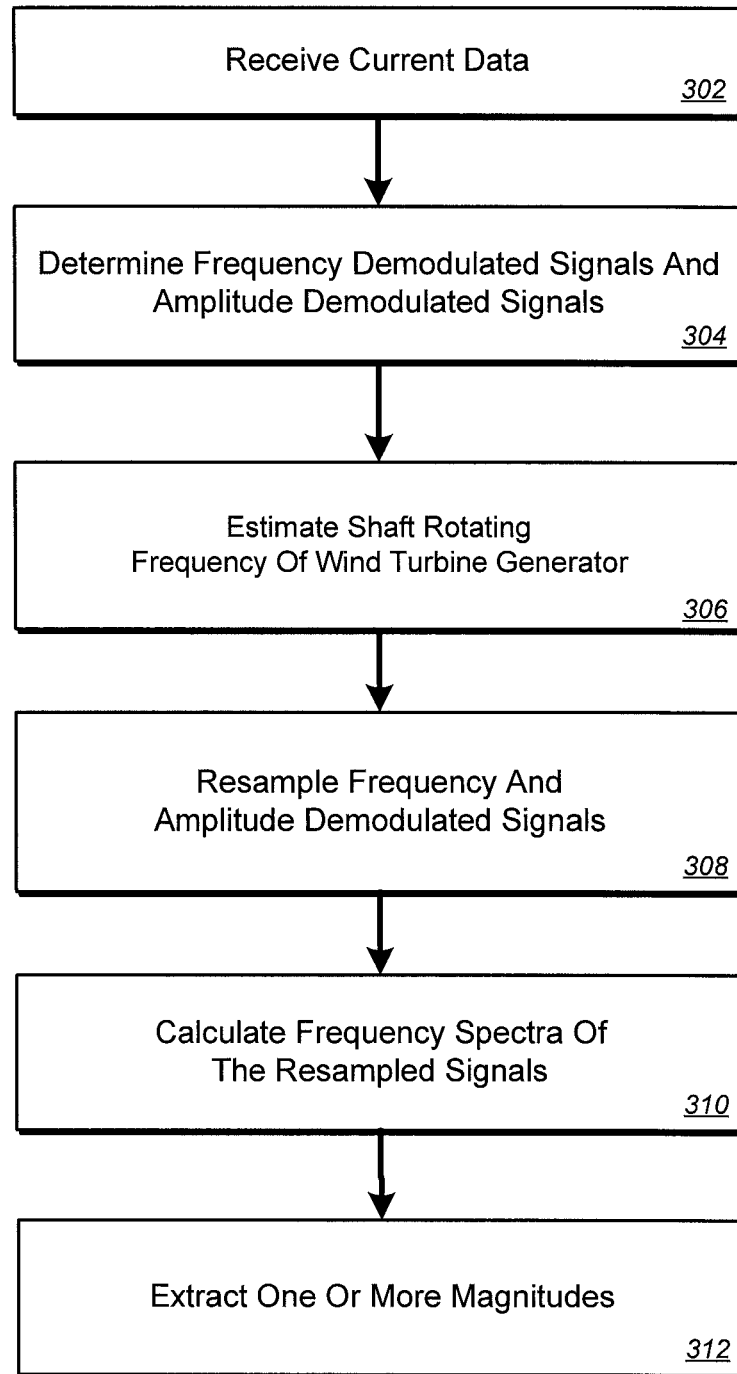 Receive Current Data
302
Determine Frequency Demodulated Signals And
Amplitude Demodulated Signals
304
Estimate Shaft Rotating
Frequency Of Wind Turbine Generator
306
Resample Frequency And
Amplitude Demodulated Signals
308
Calculate Frequency Spectra Of
The Resampled Signals
310
Extract One Or More Magnitudes
312